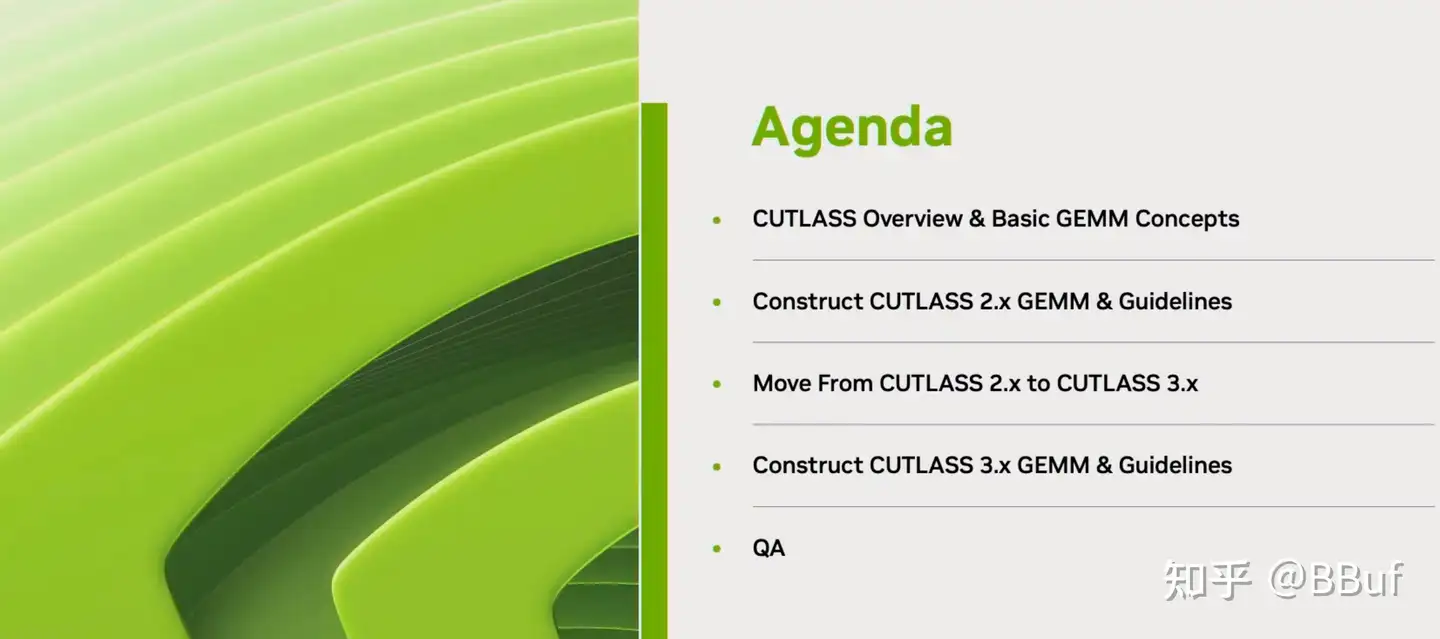 Agenda
CUTLASS Overview & Basic GEMM Concepts
Construct CUTLASS 2.x GEMM & Guidelines
Move From CUTLASS 2.x to CUTLASS 3.x
Construct CUTLASS 3.x GEMM & Guidelines
QA
知乎 @BBuf